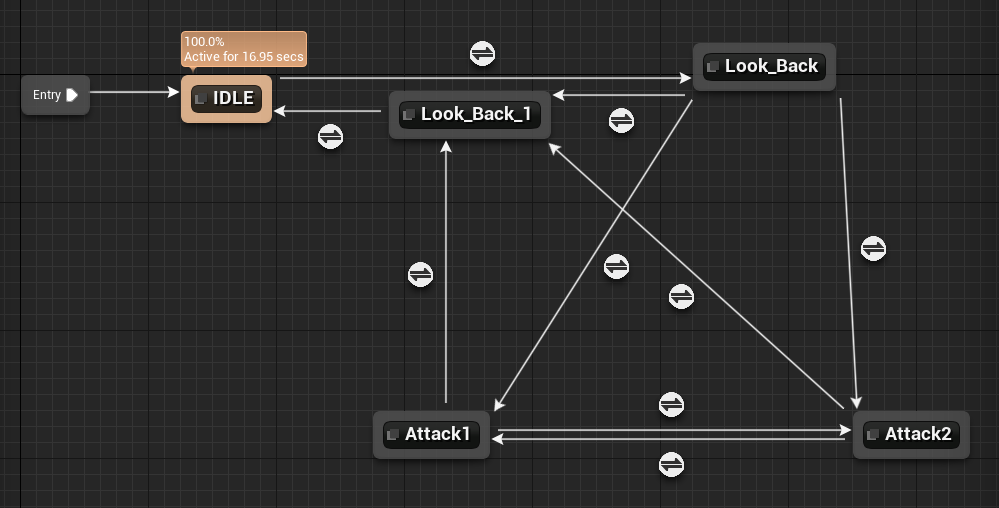 100.0%
Active for 16.95 secs
Look_Back
Entry
IDLE
Look_Back_1
Attack1
Attack2